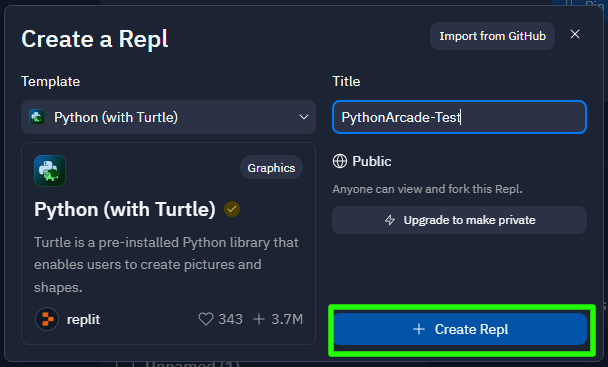 Create a Repl
Import from GitHub
Template
Python (with Turtle)
Graphics
Python (with Turtle)
Turtle is a pre-installed Python library that
enables users to create pictures and
shapes.
replit
343
3.7M
Title
PythonArcade-Test
Public
Anyone can view and fork this Repl.
Upgrade to make private
Create Repl
Unnamed (1)